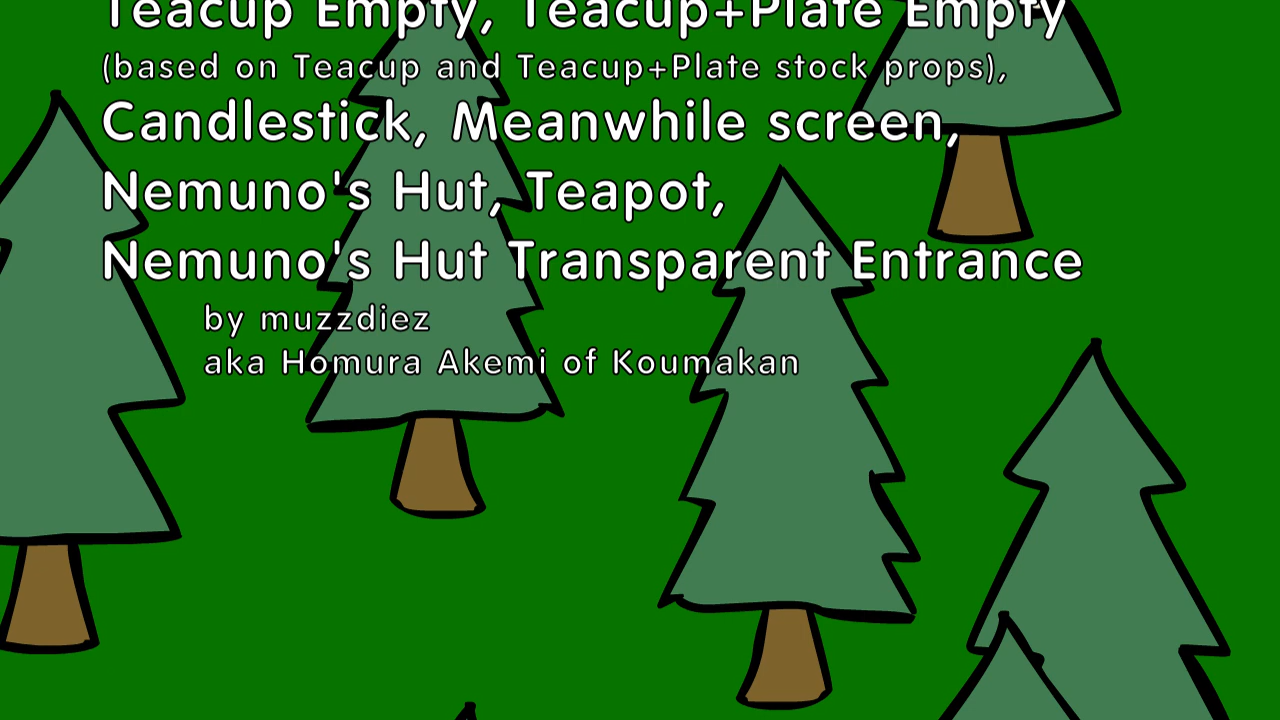 Teacup Empty, Teacup+Plate Empty
(based on Teacup and Teacup+Plate stock props),
Candlestick, Meanwhile screen,
Nemuno's Hut, Teapot,
Nemuno's Hut Transparent Entrance
by muzzdiez
aka Homura Akemi of Koumakan